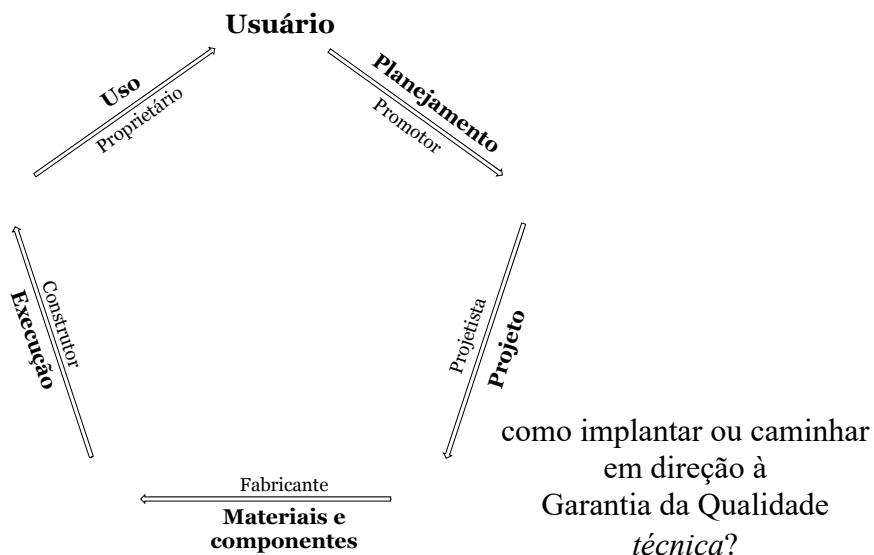 Usuário
Planejamento
Promotor
Projetista
Projeto
Fabricante
Materiais e
componentes
Construtor
Execução
Uso
Proprietário
como implantar ou caminhar
em direção à
Garantia da Qualidade
técnica?